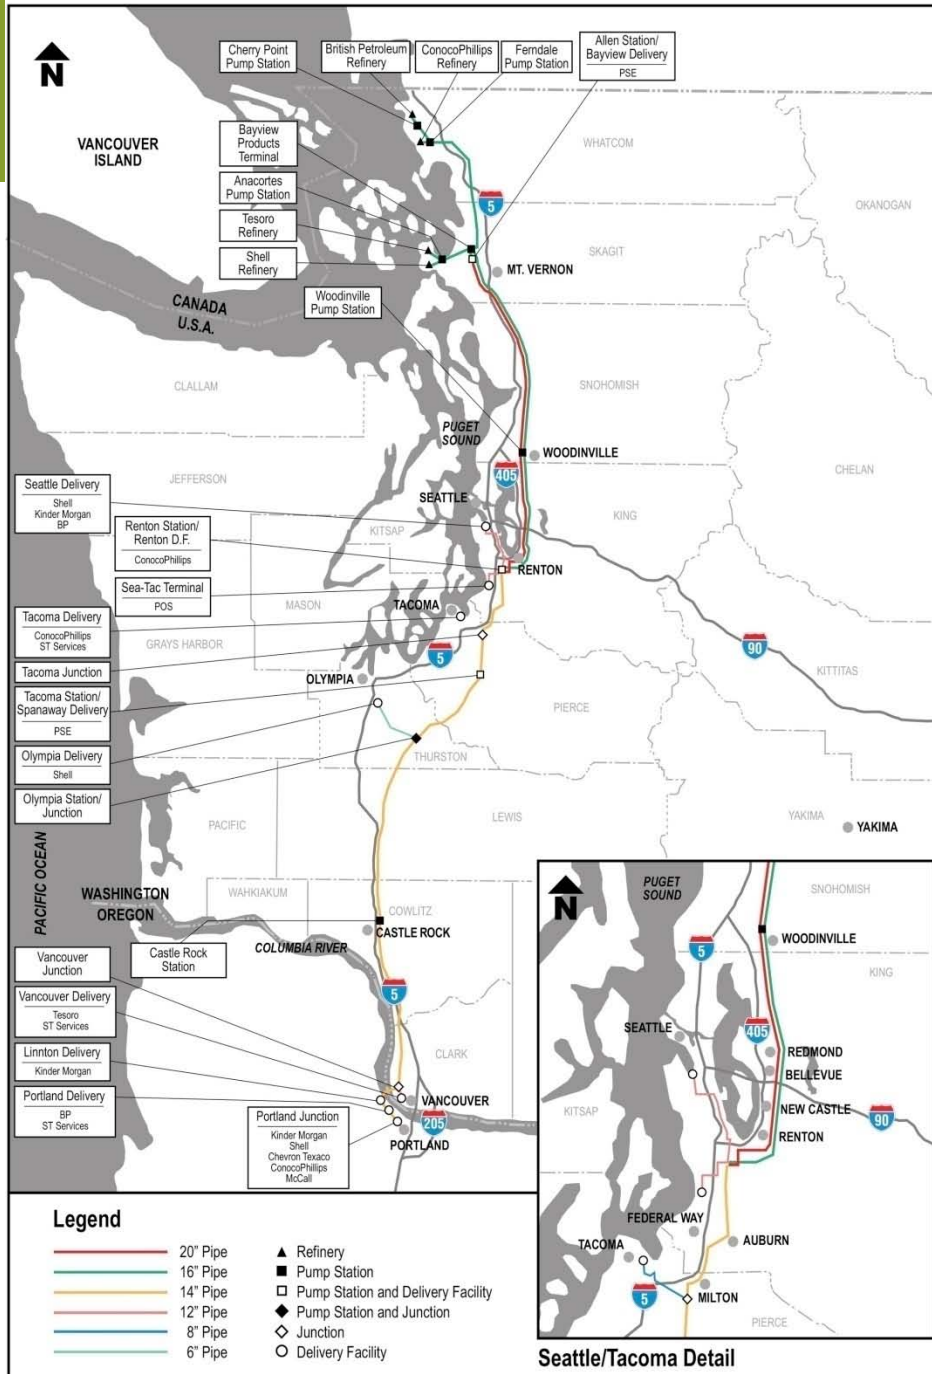 N
Cherry Point
Pump Station
British Petroleum
Refinery
ConocoPhillips
Refinery
Ferndale
Pump Station
Allen Station/
Bayview Delivery
PSE
VANCOUVER
ISLAND
Bayview
Products
Terminal
Anacortes
Pump Station
Tesoro
Refinery
Shell
Refinery
Woodinville
Pump Station
WHATCOM
OKANOGAN
5
SKAGIT
MT. VERNON
CANADA
U.S.A.
CLALLAM
SNOHOMISH
PUGET
SOUND
WOODINVILLE
CHELAN
JEFFERSON
405
SEATTLE
KING
KITSAP
Seattle Delivery
Shell
Kinder Morgan
BP
Renton Station/
Renton D.F.
ConocoPhillips
RENTON
Sea-Tac Terminal
POS
MASON
TACOMA
Tacoma Delivery
ConocoPhillips
ST Services
GRAYS HARBOR
5
90
KITTITAS
Tacoma Junction
OLYMPIA
Tacoma Station/
Spanaway Delivery
PSE
PIERCE
Olympia Delivery
Shell
THURSTON
Olympia Station/
Junction
PACIFIC
LEWIS
YAKIMA
YAKIMA
PACIFIC OCEAN
WASHINGTON
OREGON
WAHKIAKUM
COWLITZ
CASTLE ROCK
COLUMBIA RIVER
Castle Rock
Station
Vancouver
Junction
5
Vancouver Delivery
Tesoro
ST Services
Linnton Delivery
Kinder Morgan
CLARK
Portland Delivery
BP
ST Services
VANCOUVER
Portland Junction
Kinder Morgan
Shell
Chevron Texaco
ConocoPhillips
McCall
205
PORTLAND
N
PUGET
SOUND
SNOHOMISH
WOODINVILLE
5
KING
405
SEATTLE
REDMOND
BELLEVUE
KITSAP
NEW CASTLE
90
RENTON
FEDERAL WAY
TACOMA
AUBURN
5
MILTON
PIERCE
Seattle/Tacoma Detail
Legend
20” Pipe
16” Pipe
14” Pipe
12” Pipe
8” Pipe
6” Pipe
Refinery
Pump Station
Pump Station and Delivery Facility
Pump Station and Junction
Junction
Delivery Facility